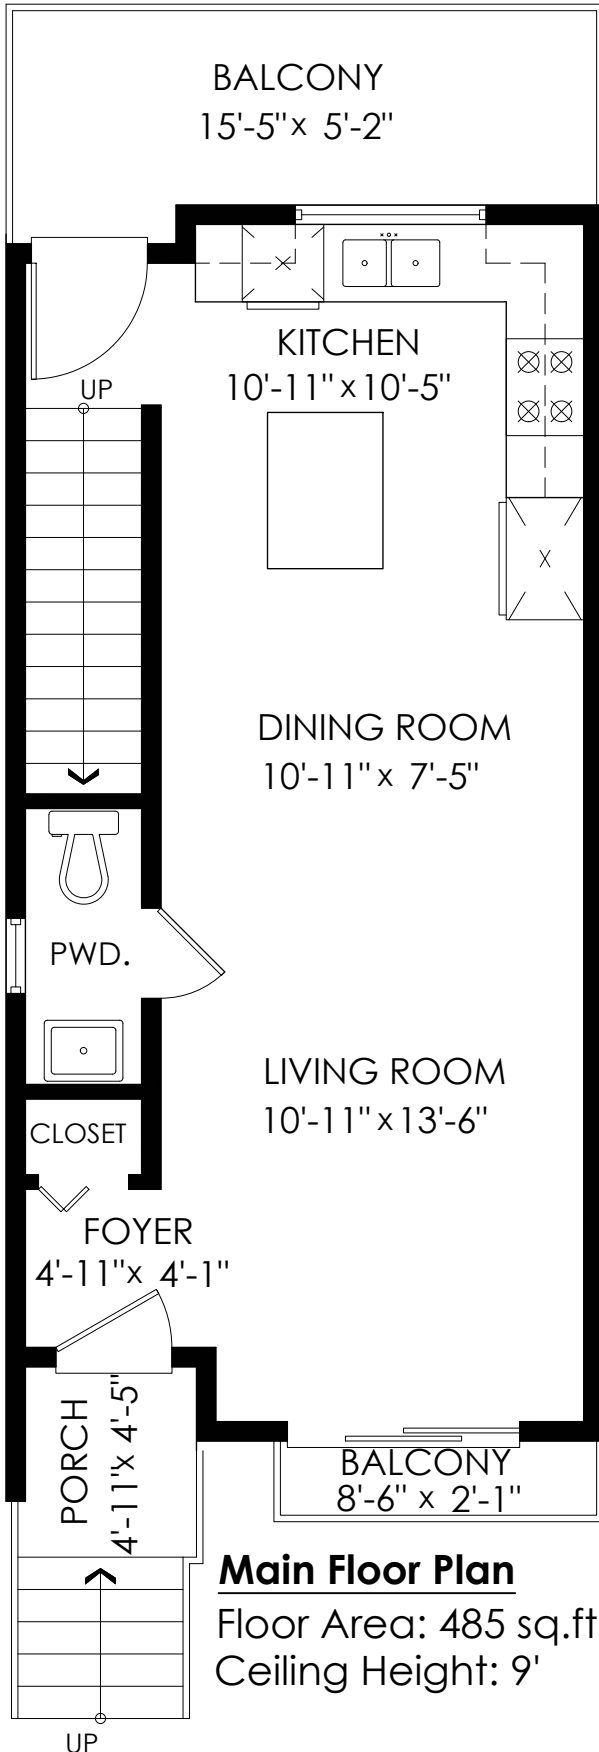 BALCONY
15'-5" x 5'-2"
KITCHEN
10'-11" x 10'-5"
UP
DINING ROOM
10'-11" x 7'-5"
PWD.
LIVING ROOM
10'-11" x 13'-6"
CLOSET
FOYER
4'-11" x 4'-1"
PORCH
4'-11" x 4'-5"
BALCONY
8'-6" x 2'-1"
Main Floor Plan
Floor Area: 485 sq.ft
Ceiling Height: 9'
UP